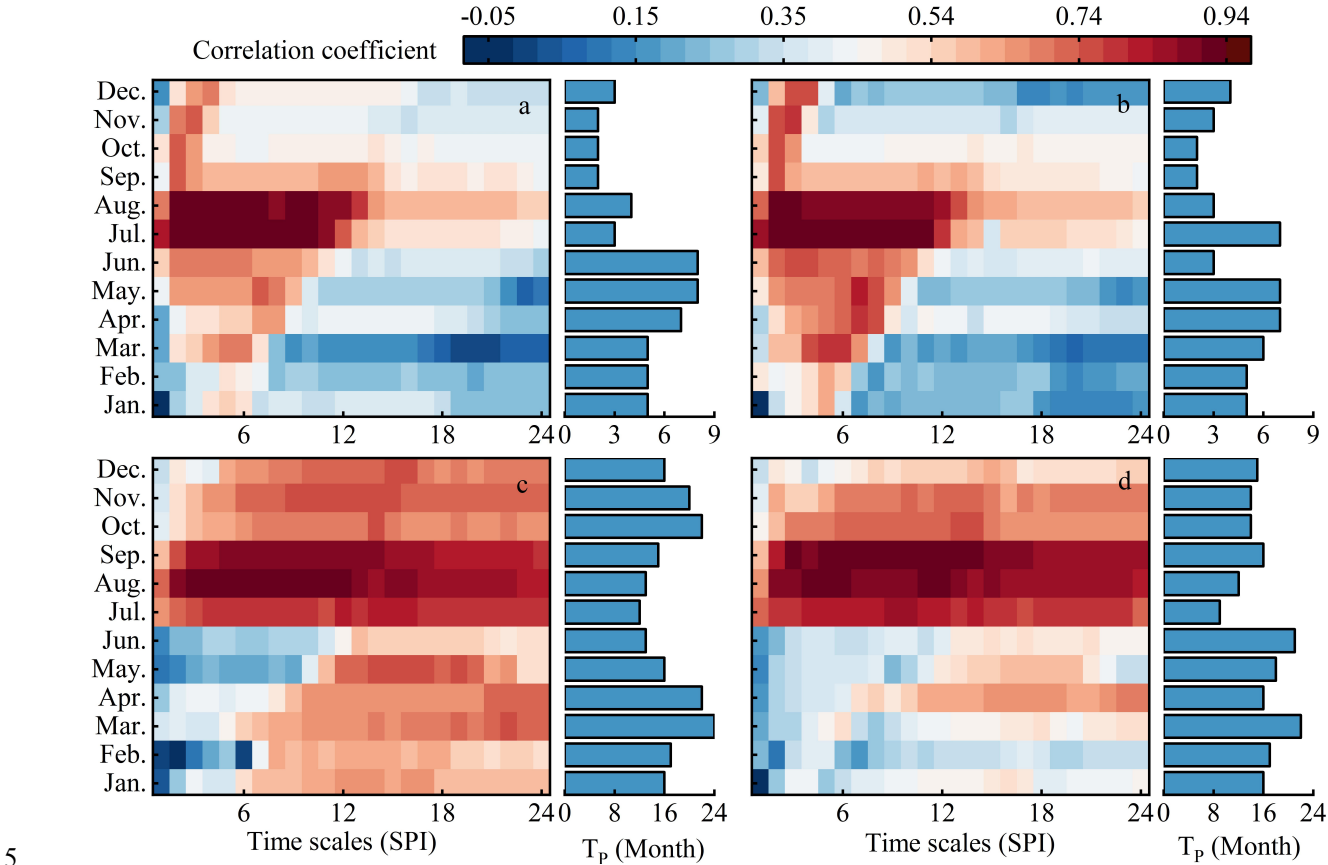 -0.05 0.15 0.35 0.54 0.74 0.94
Correlation coefficient
Dec.
Nov.
Oct.
Sep.
Aug.
Jul.
Jun.
May.
Apr.
Mar.
Feb.
Jan.
a
b
6 12 18 24 0 3 6 9 6 12 18 24 0 3 6 9
Dec.
Nov.
Oct.
Sep.
Aug.
Jul.
Jun.
May.
Apr.
Mar.
Feb.
Jan.
c
d
6 12 18 24 0 8 16 24 6 12 18 24 0 8 16 24
Time scales (SPI) TP (Month) Time scales (SPI) TP (Month)
5